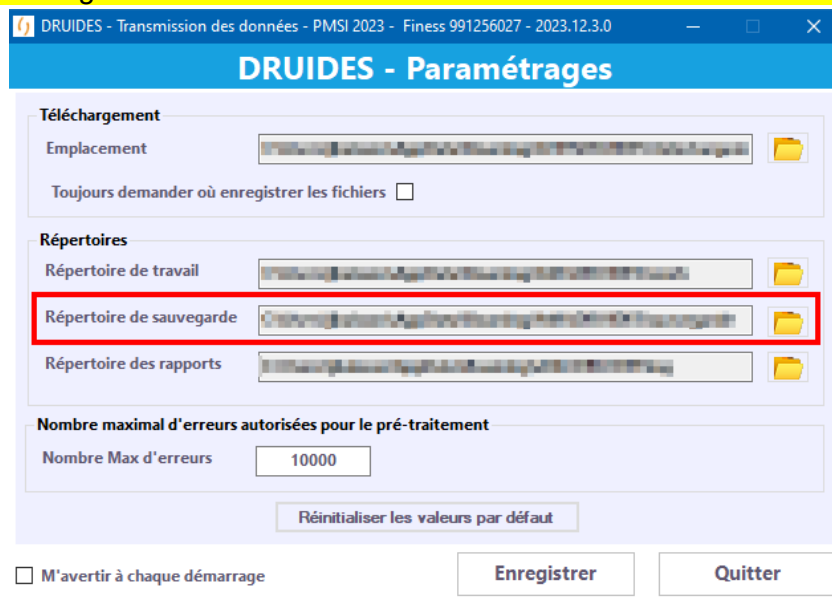 DRUIDES - Transmission des données - PMSI 2023 - Finess 991256027 - 2023.12.3.0
DRUIDES - Paramétrages
Téléchargement
Emplacement
Toujours demander où enregistrer les fichiers
Répertoires
Répertoire de travail
Répertoire de sauvegarde
Répertoire des rapports
Nombre maximal d'erreurs autorisées pour le pré-traitement
Nombre Max d'erreurs 10000
Réinitialiser les valeurs par défaut
M'avertir à chaque démarrage Enregistrer Quitter